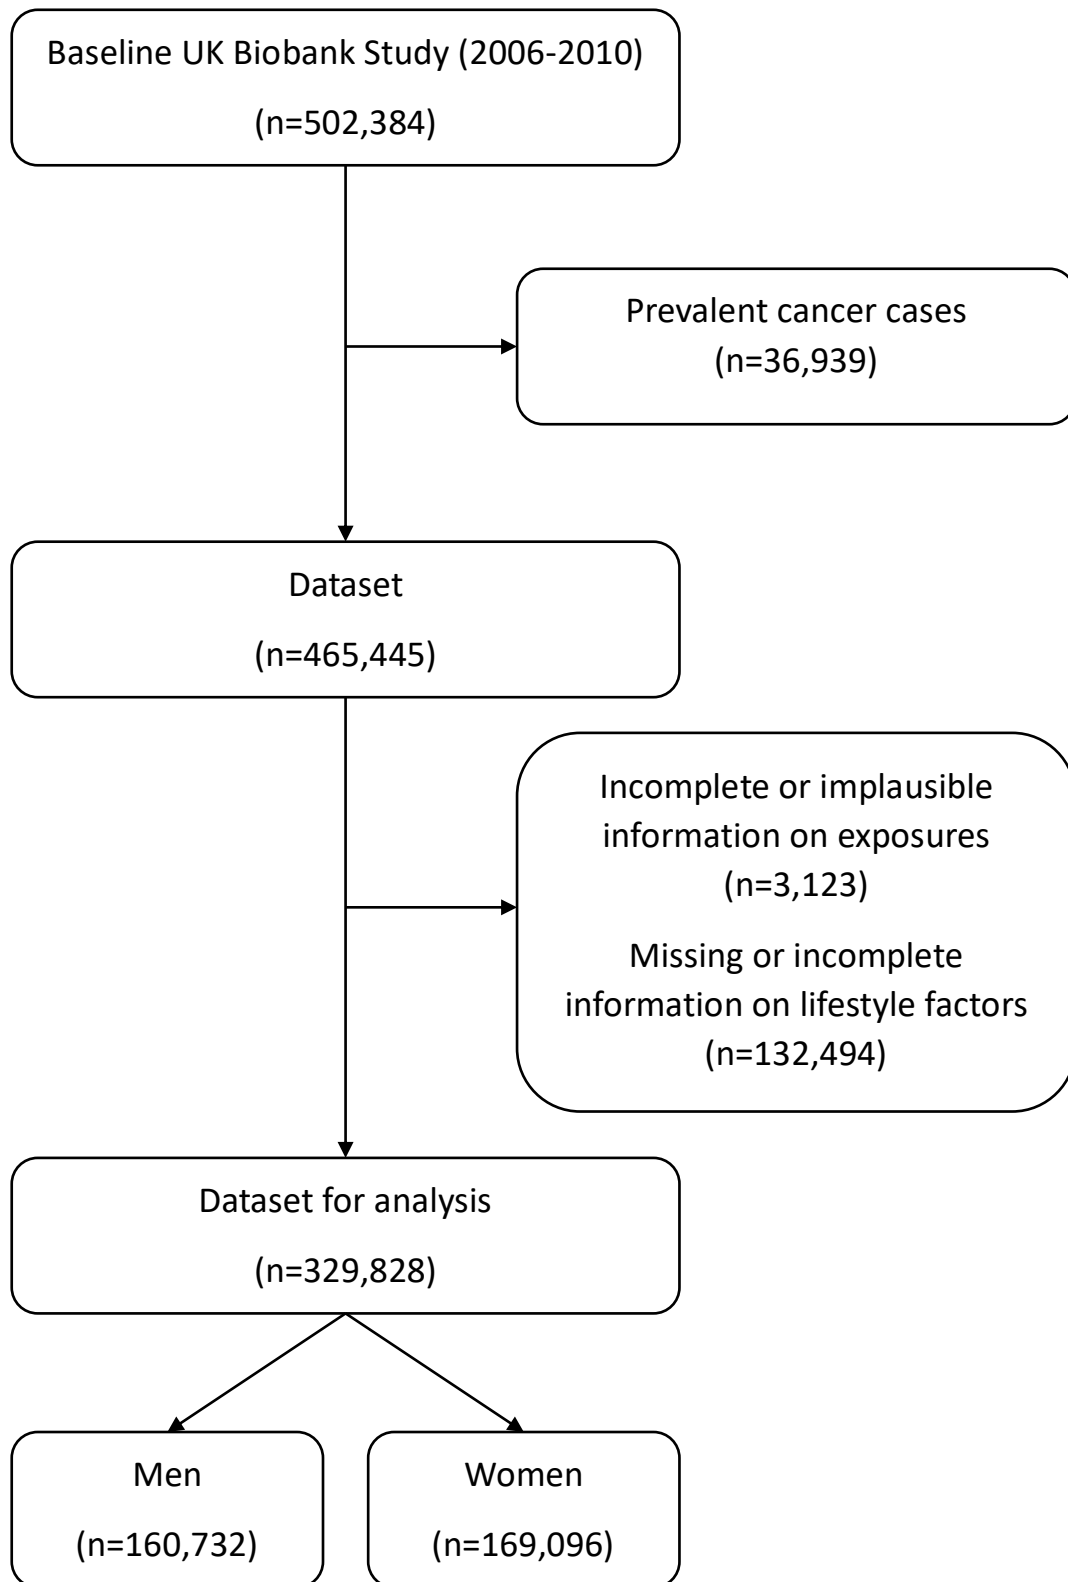 Baseline UK Biobank Study (2006-2010)
(n=502,384)
Prevalent cancer cases
(n=36,939)
Dataset
(n=465,445)
Incomplete or implausible
information on exposures
(n=3,123)
Missing or incomplete
information on lifestyle factors
(n=132,494)
Dataset for analysis
(n=329,828)
Men
(n=160,732)
Women
(n=169,096)